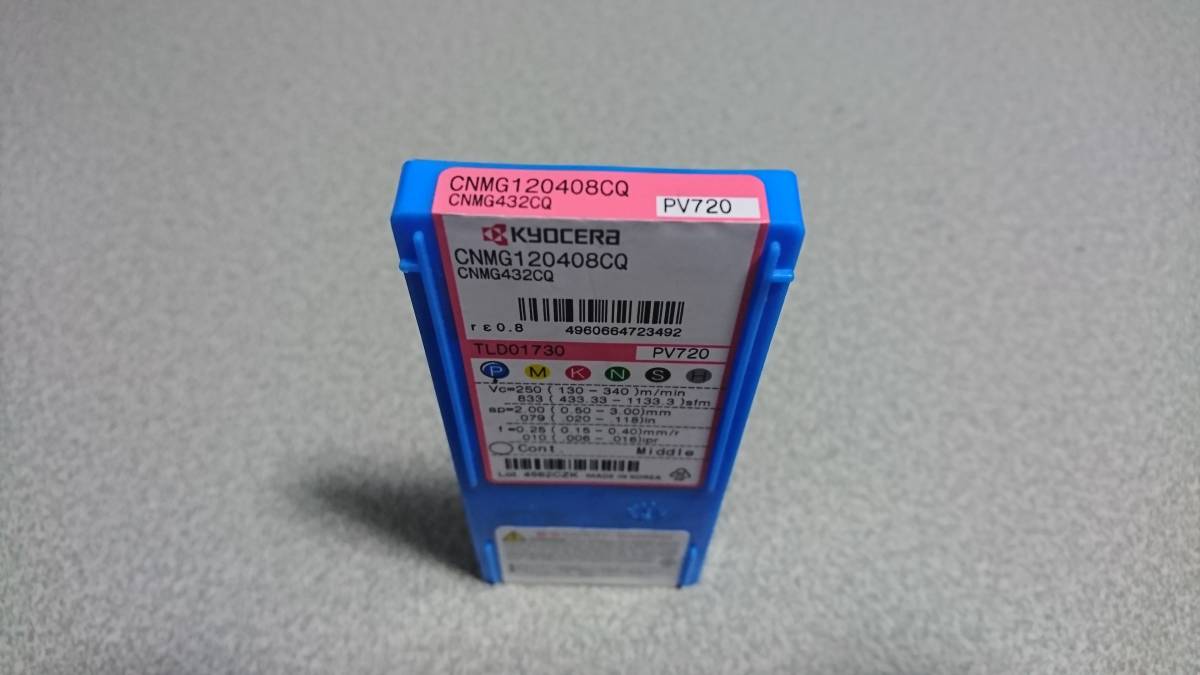 CNMG120408CQ
CNMG432CQ
PV720
KYOCERA
CNMG120408CQ
CNMG432CQ
rε0.8
4960664723492
TLD01730
PV720
P M K N S H
Vc=250 ( 130 - 340 )m/min
833 ( 433.33 - 1133.3 )sfm
ap=2.00 ( 0.50 - 3.00)mm
.079 ( .020 - .118)in
f =0.25 ( 0.15 - 0.40)mm/r
.010 ( .006 - .016)ipr
Cont. Middle
Lot. MADE IN KOREA